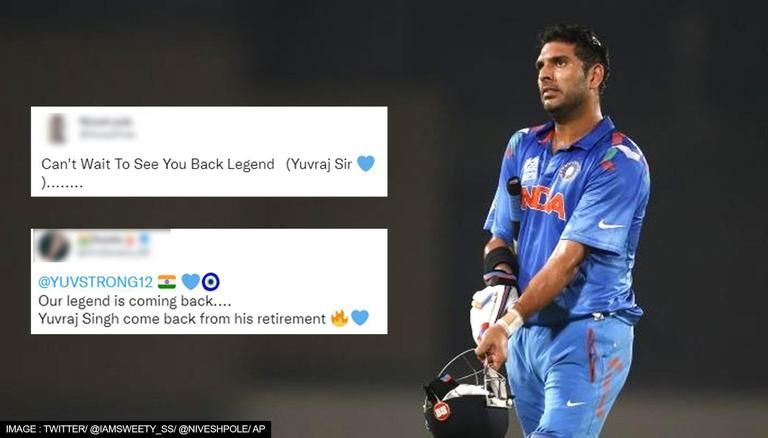 Can't Wait To See You Back Legend (Yuvraj Sir 💙
)........
@YUVSTRONG12 🇮🇳 💙🧿
Our legend is coming back....
Yuvraj Singh come back from his retirement 🔥💙
INDIA
SS
IMAGE : TWITTER/ @IAMSWEETY_SS/ @NIVESHPOLE/ AP